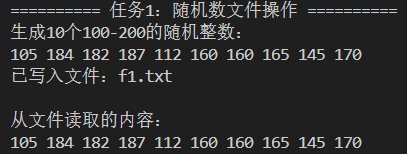 ========== 任务1: 随机数文件操作 ==========
生成10个100-200的随机整数:
105 184 182 187 112 160 160 165 145 170
已写入文件: f1.txt

从文件读取的内容:
105 184 182 187 112 160 160 165 145 170